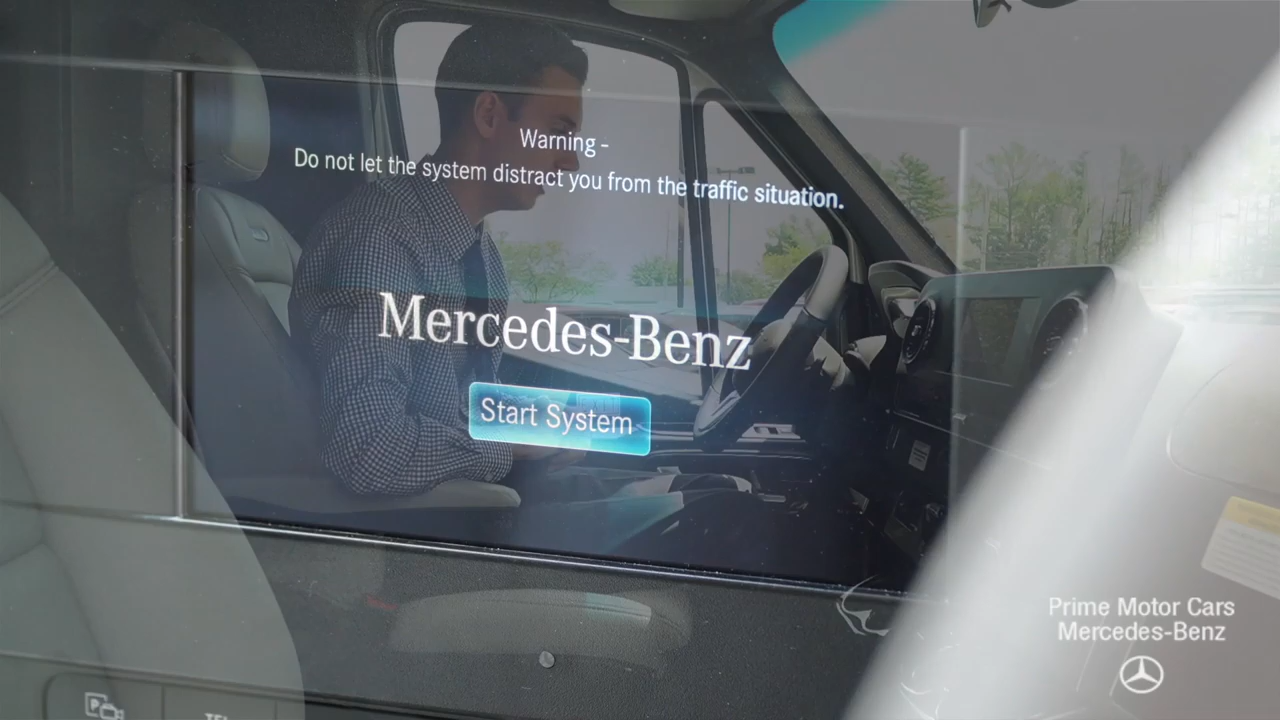 Warning -
Do not let the system distract you from the traffic situation.
Mercedes-Benz
Start System
Prime Motor Cars
Mercedes-Benz
P